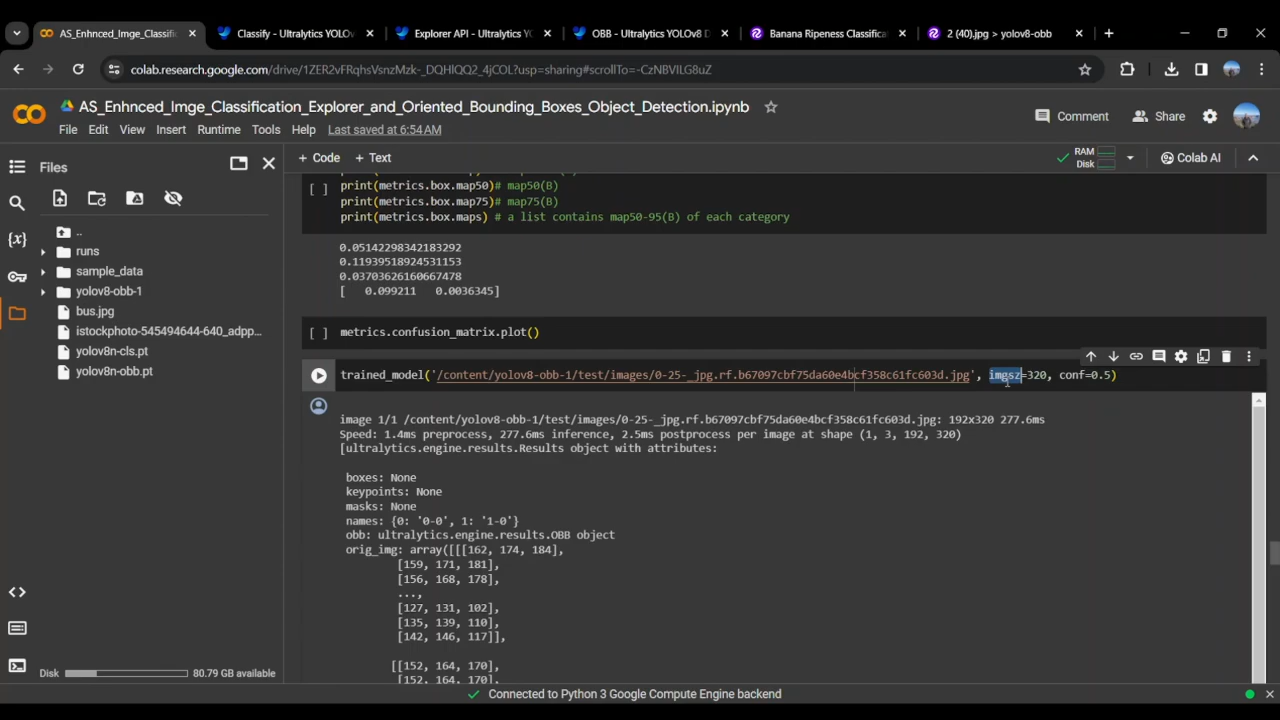 AS_Enhnced_Imge_Classificati
Classify - Ultralytics YOLOv8
Explorer API - Ultralytics Y
OBB - Ultralytics YOLOv8 D
Banana Ripeness Classificat
2 (40).jpg > yolov8-obb
colab.research.google.com/drive/1ZER2vFRqhsVsnzMzk-_DQHlQQ2_4jCOL?usp=sharing#scrollTo=-CzNBVILG8uZ
AS_Enhnced_Imge_Classification_Explorer_and_Oriented_Bounding_Boxes_Object_Detection.ipynb
File Edit View Insert Runtime Tools Help Last saved at 6:54 AM
Comment Share
Files
+ Code + Text
RAM
Disk
Colab AI
..
runs
sample_data
yolov8-obb-1
bus.jpg
istockphoto-545494644-640_adpp...
yolov8n-cls.pt
yolov8n-obb.pt
Disk 80.79 GB available
[ ] print(metrics.box.map50)# map50(B)
print(metrics.box.map75)# map75(B)
print(metrics.box.maps) # a list contains map50-95(B) of each category
0.05142298342183292
0.11939518924531153
0.03703626160667478
[ 0.099211 0.0036345]
[ ] metrics.confusion_matrix.plot()
trained_model('/content/yolov8-obb-1/test/images/0-25-_jpg.rf.b67097cbf75da60e4bcf358c61fc603d.jpg', imgsz=320, conf=0.5)
image 1/1 /content/yolov8-obb-1/test/images/0-25-_jpg.rf.b67097cbf75da60e4bcf358c61fc603d.jpg: 192x320 277.6ms
Speed: 1.4ms preprocess, 277.6ms inference, 2.5ms postprocess per image at shape (1, 3, 192, 320)
[ultralytics.engine.results.Results object with attributes:
boxes: None
keypoints: None
masks: None
names: {0: '0-0', 1: '1-0'}
obb: ultralytics.engine.results.OBB object
orig_img: array([[[162, 174, 184],
[159, 171, 181],
[156, 168, 178],
...,
[127, 131, 102],
[135, 139, 110],
[142, 146, 117]],
[[152, 164, 170],
[152, 164, 170],
Connected to Python 3 Google Compute Engine backend